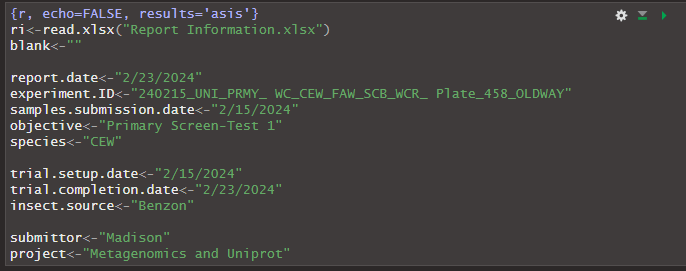 {r, echo=FALSE, results='asis'}
ri<-read.xlsx("Report Information.xlsx")
blank<-""
report.date<-"2/23/2024"
experiment.ID<-"240215_UNI_PRMY_ WC_CEW_FAW_SCB_WCR_ Plate_458_OLDWAY"
samples.submission.date<-"2/15/2024"
objective<-"Primary Screen-Test 1"
species<-"CEW"
trial.setup.date<-"2/15/2024"
trial.completion.date<-"2/23/2024"
insect.source<-"Benzon"
submittor<-"Madison"
project<-"Metagenomics and Uniprot"